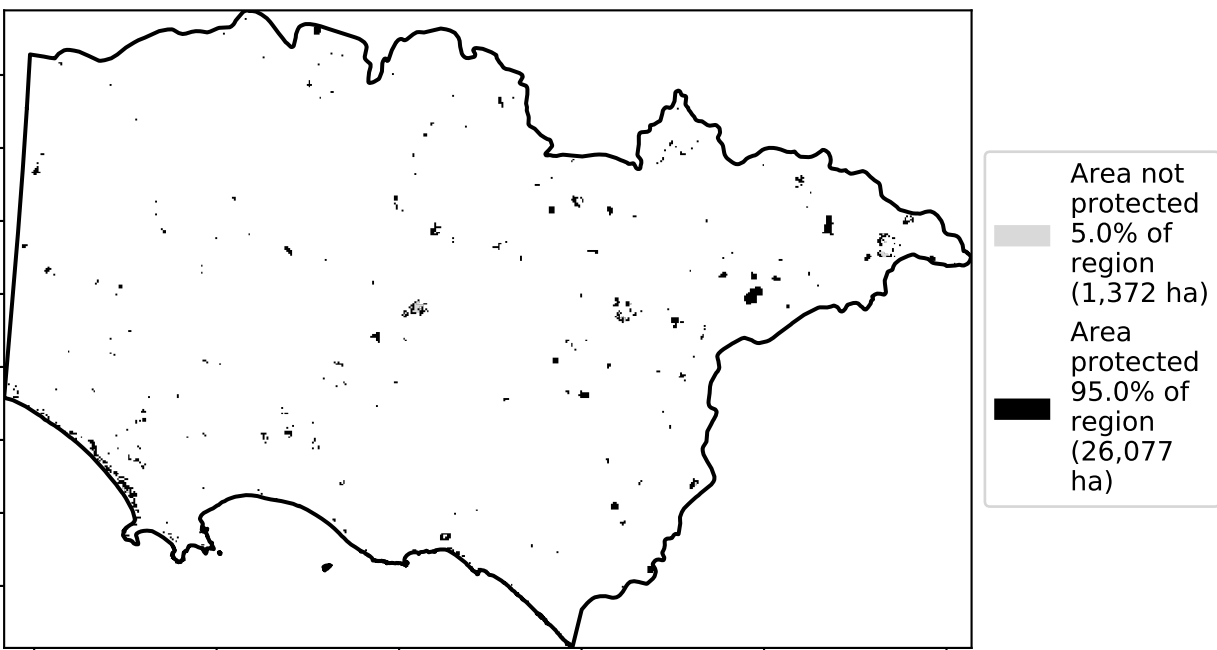 Area not
protected
5.0% of
region
(1,372 ha)
Area
protected
95.0% of
region
(26,077
ha)